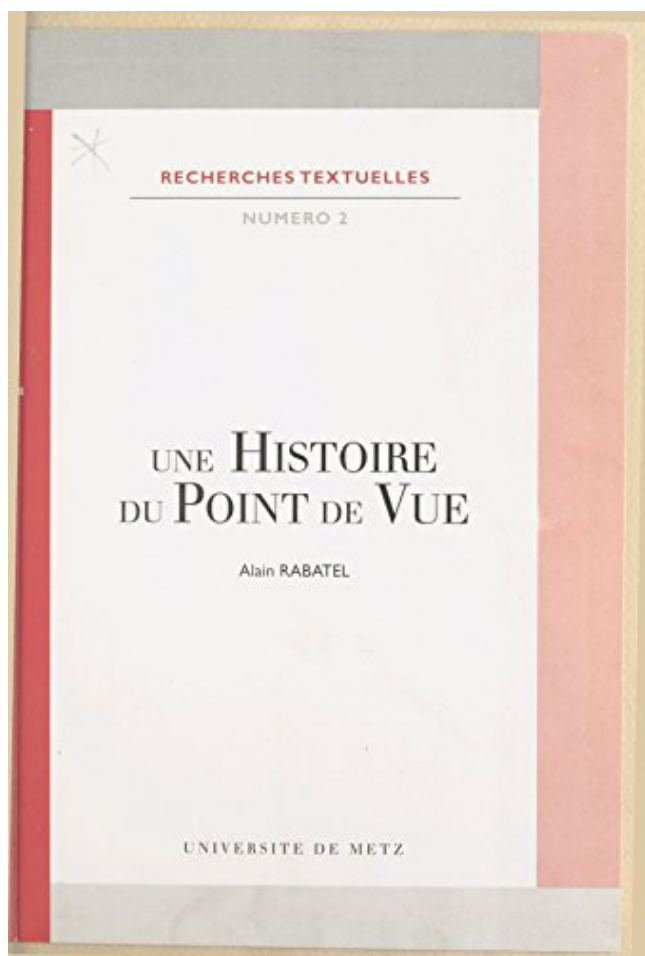 RECHERCHES TEXTUELLES
NUMERO 2
UNE HISTOIRE
DU POINT DE VUE
Alain RABATEL
UNIVERSITE DE METZ